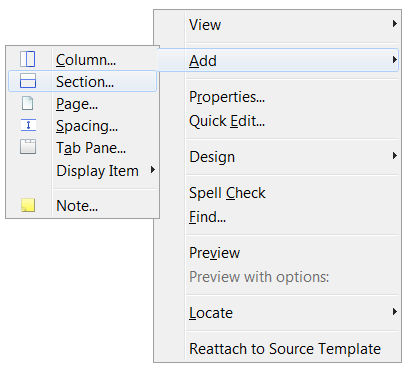 View
Add
Properties...
Quick Edit...
Design
Spell Check
Find...
Preview
Preview with options:
Locate
Reattach to Source Template
Column...
Section...
Page...
Spacing...
Tab Pane...
Display Item
Note...